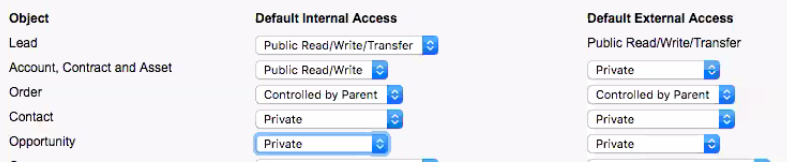 Object Default Internal Access Default External Access
Lead Public Read/Write/Transfer Public Read/Write/Transfer
Account, Contract and Asset Public Read/Write Private
Order Controlled by Parent Controlled by Parent
Contact Private Private
Opportunity Private Private